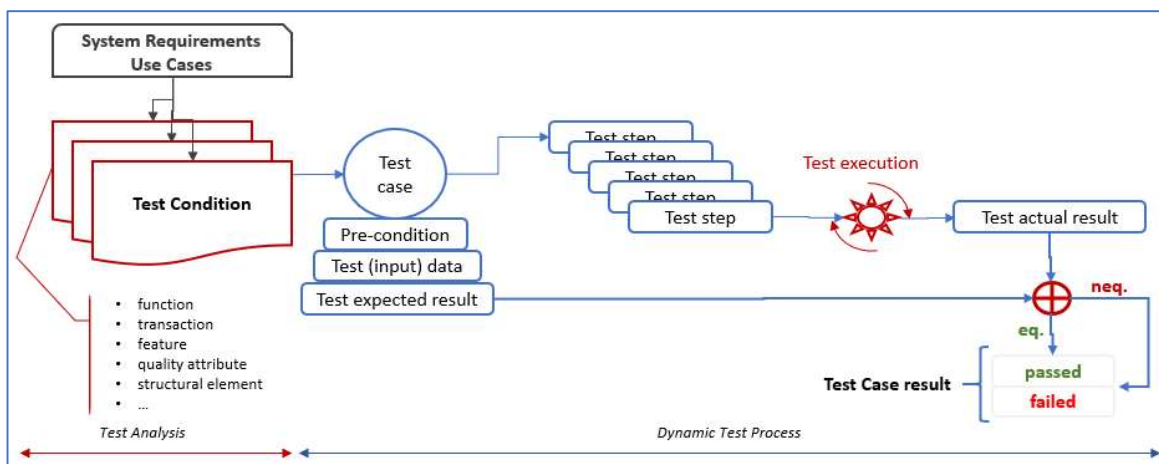 System Requirements
Use Cases
Test Condition
• function
• transaction
• feature
• quality attribute
• structural element
• ...
Test Analysis
Test
case
Pre-condition
Test (input) data
Test expected result
Test step
Test step
Test step
Test step
Test step
Test execution
Test actual result
neq.
eq.
Test Case result
passed
failed
Dynamic Test Process